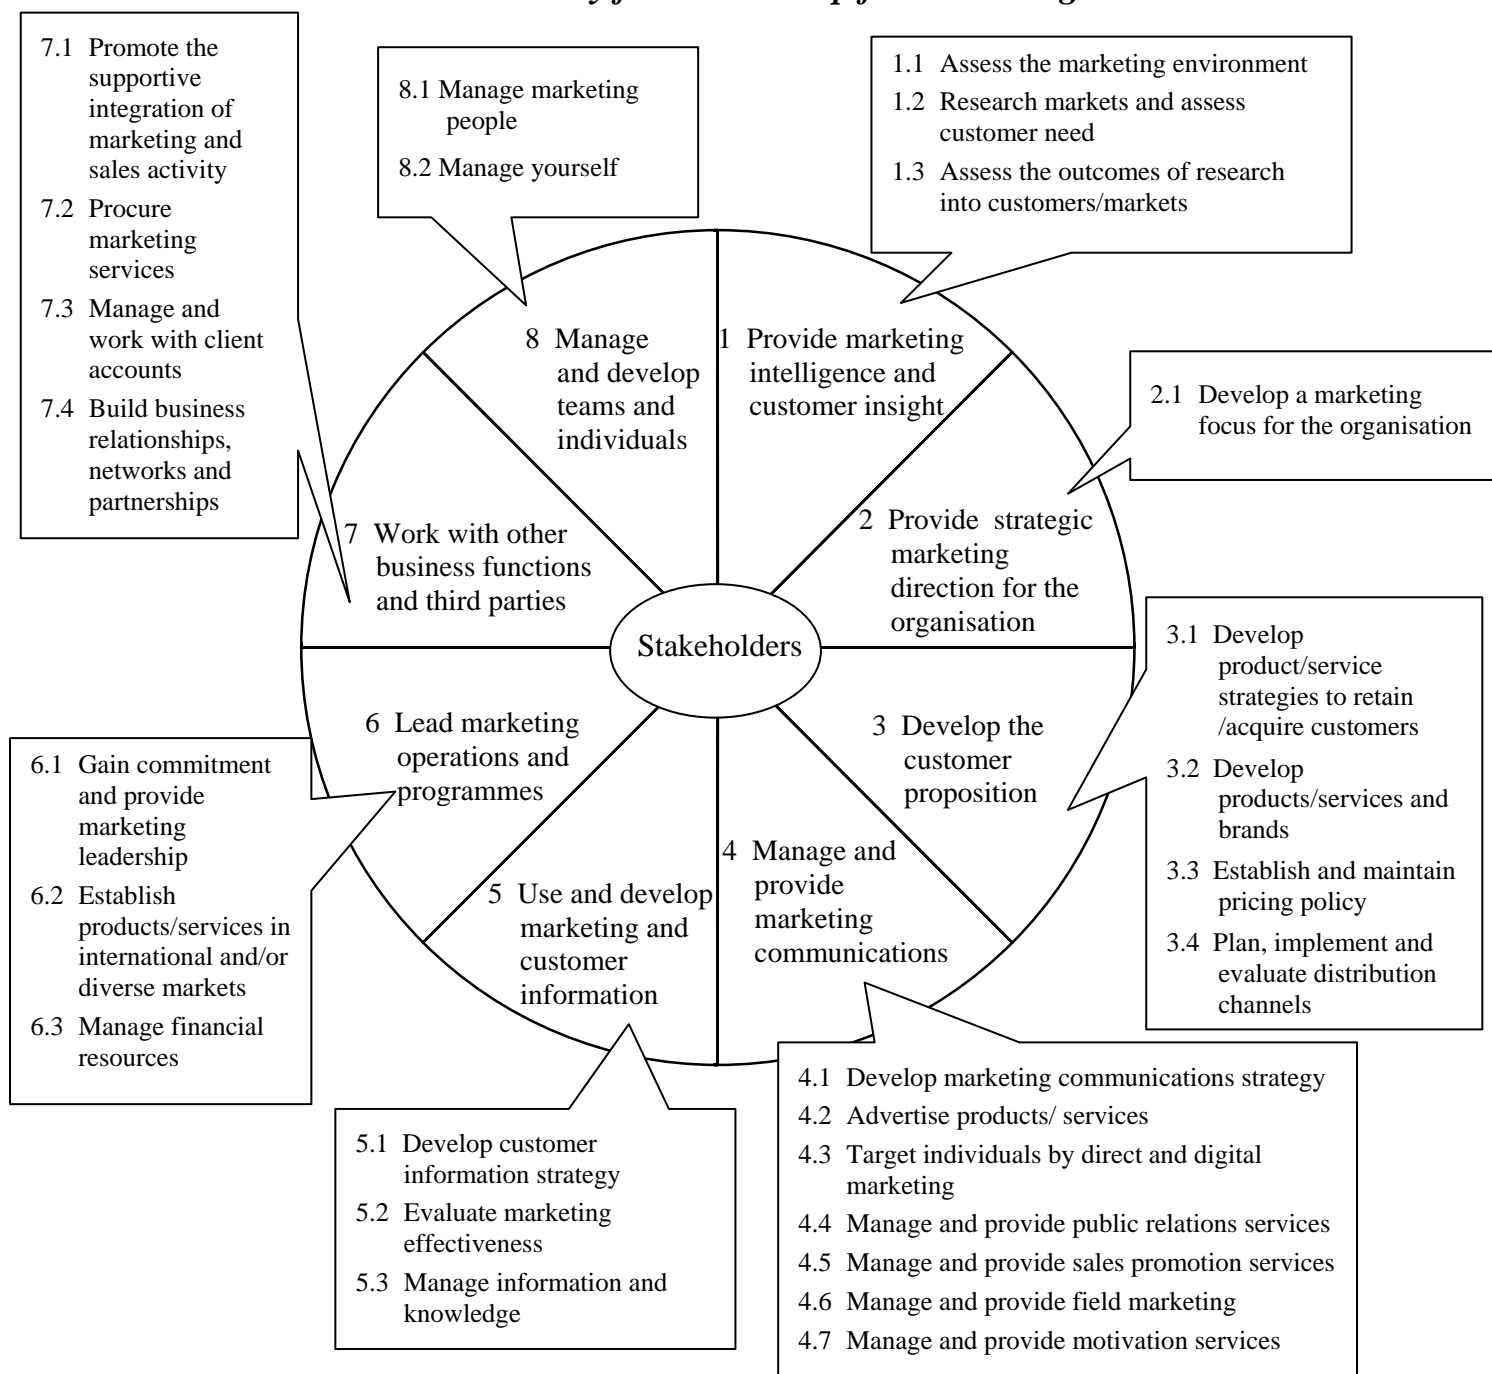 7.1 Promote the
supportive
integration of
marketing and
sales activity
7.2 Procure
marketing
services
7.3 Manage and
work with client
accounts
7.4 Build business
relationships,
networks and
partnerships
8.1 Manage marketing
people
8.2 Manage yourself
1.1 Assess the marketing environment
1.2 Research markets and assess
customer need
1.3 Assess the outcomes of research
into customers/markets
2.1 Develop a marketing
focus for the organisation
8 Manage
and develop
teams and
individuals
1 Provide marketing
intelligence and
customer insight
7 Work with other
business functions
and third parties
2 Provide strategic
marketing
direction for the
organisation
Stakeholders
6 Lead marketing
operations and
programmes
3 Develop the
customer
proposition
5 Use and develop
marketing and
customer
information
4 Manage and
provide
marketing
communications
3.1 Develop
product/service
strategies to retain
/acquire customers
3.2 Develop
products/services and
brands
3.3 Establish and maintain
pricing policy
3.4 Plan, implement and
evaluate distribution
channels
6.1 Gain commitment
and provide
marketing
leadership
6.2 Establish
products/services in
international and/or
diverse markets
6.3 Manage financial
resources
5.1 Develop customer
information strategy
5.2 Evaluate marketing
effectiveness
5.3 Manage information and
knowledge
4.1 Develop marketing communications strategy
4.2 Advertise products/ services
4.3 Target individuals by direct and digital
marketing
4.4 Manage and provide public relations services
4.5 Manage and provide sales promotion services
4.6 Manage and provide field marketing
4.7 Manage and provide motivation services